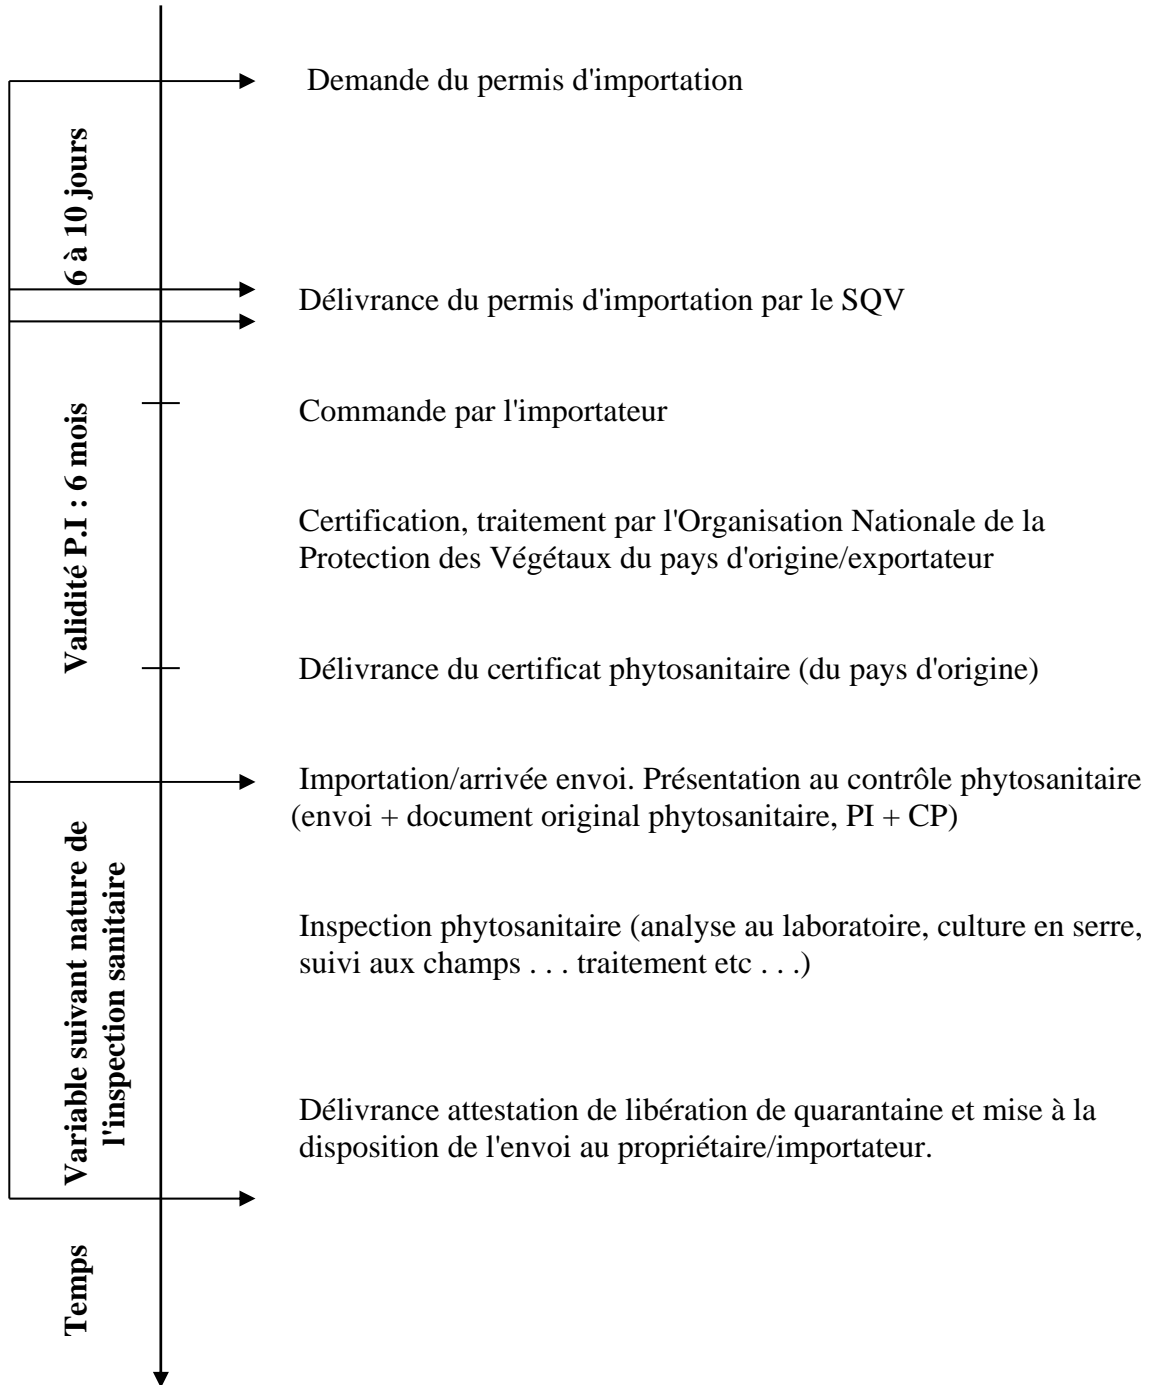 Demande du permis d'importation
6 à 10 jours
Délivrance du permis d'importation par le SQV
Validité P.I : 6 mois
Commande par l'importateur
Certification, traitement par l'Organisation Nationale de la
Protection des Végétaux du pays d'origine/exportateur
Délivrance du certificat phytosanitaire (du pays d'origine)
Importation/arrivée envoi. Présentation au contrôle phytosanitaire
(envoi + document original phytosanitaire, PI + CP)
Variable suivant nature de
l'inspection sanitaire
Inspection phytosanitaire (analyse au laboratoire, culture en serre,
suivi aux champs . . . traitement etc . . .)
Délivrance attestation de libération de quarantaine et mise à la
disposition de l'envoi au propriétaire/importateur.
Temps